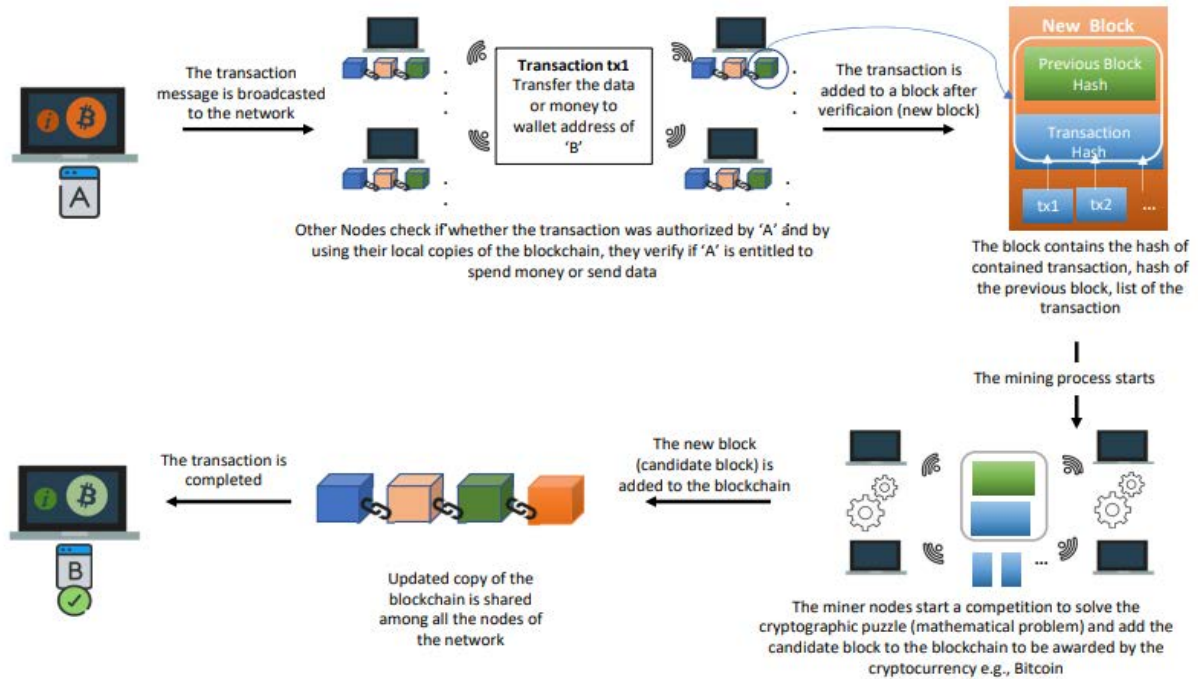 The transaction
message is broadcasted
to the network
A
Transaction tx1
Transfer the data
or money to
wallet address of
‘B’
Other Nodes check if whether the transaction was authorized by ‘A’ and by
using their local copies of the blockchain, they verify if ‘A’ is entitled to
spend money or send data
The transaction is
added to a block after
verificaion (new block)
New Block
Previous Block
Hash
Transaction
Hash
tx1
tx2
...
The block contains the hash of
contained transaction, hash of
the previous block, list of the
transaction
The mining process starts
...
The miner nodes start a competition to solve the
cryptographic puzzle (mathematical problem) and add the
candidate block to the blockchain to be awarded by the
cryptocurrency e.g., Bitcoin
The new block
(candidate block) is
added to the blockchain
Updated copy of the
blockchain is shared
among all the nodes of
the network
The transaction is
completed
B